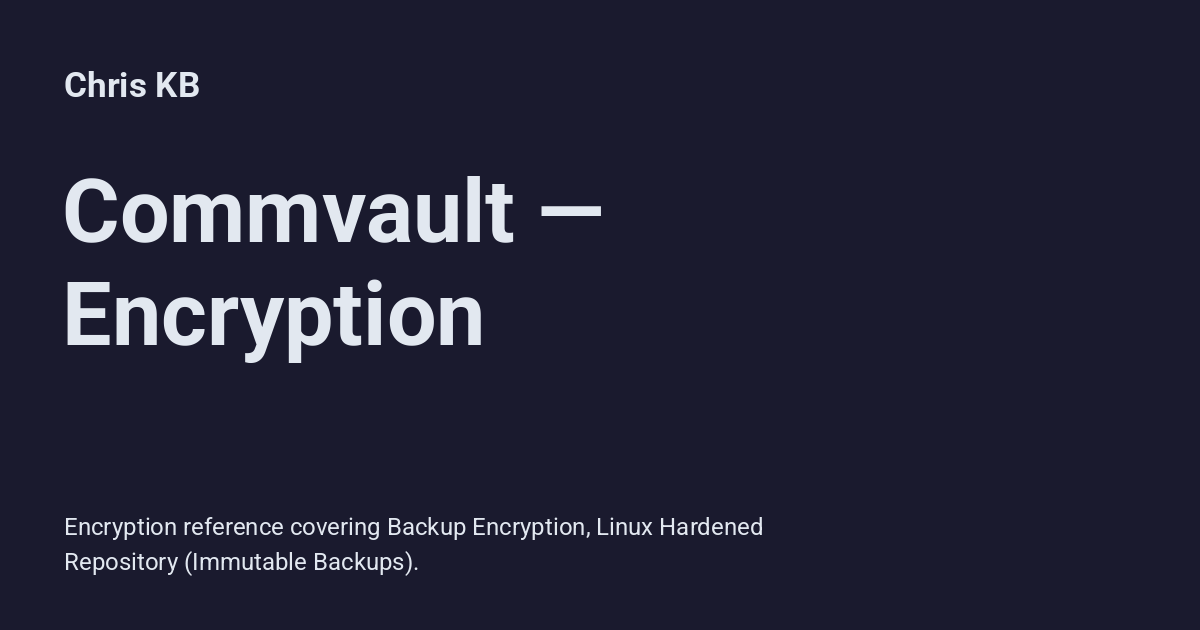 Chris KB
Commvault —
Encryption
Encryption reference covering Backup Encryption, Linux Hardened
Repository (Immutable Backups).